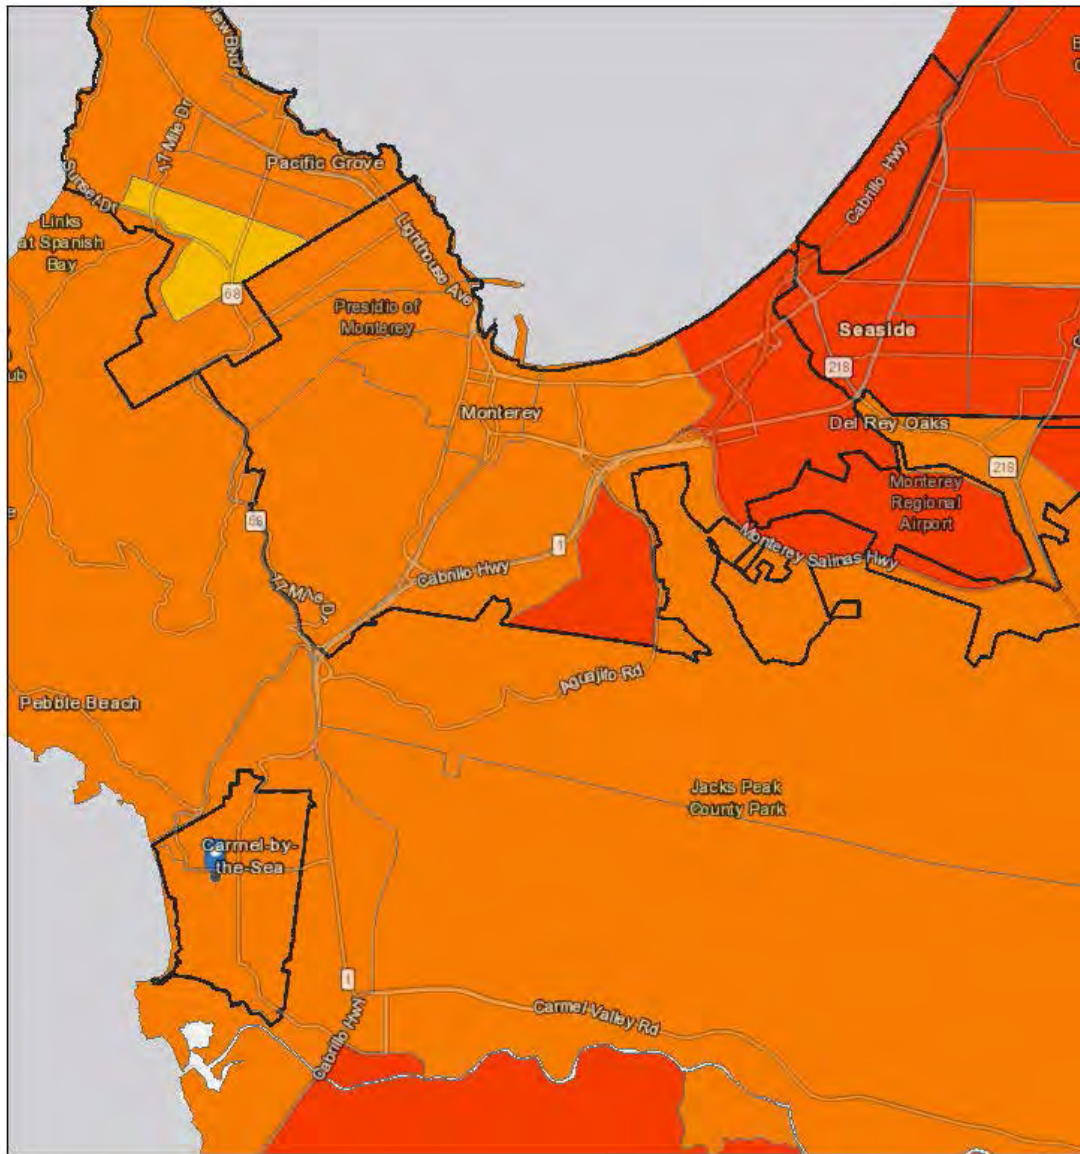 View Blvd
17 Mile Dr
Pacific Grove
Sunset Dr
Links
at Spanish
Bay
Lighthouse Ave
68
Presidio of
Monterey
Cabrillo Hwy
Seaside
218
Monterey
Del Rey Oaks
218
Monterey
Regional
Airport
68
1
Monterey Salinas Hwy
Cabrillo Hwy
17 Mile Dr
Aguajito Rd
Pebble Beach
Jacks Peak
County Park
Carmel-by-
the-Sea
1
Carmel Valley Rd
Cabrillo Hwy